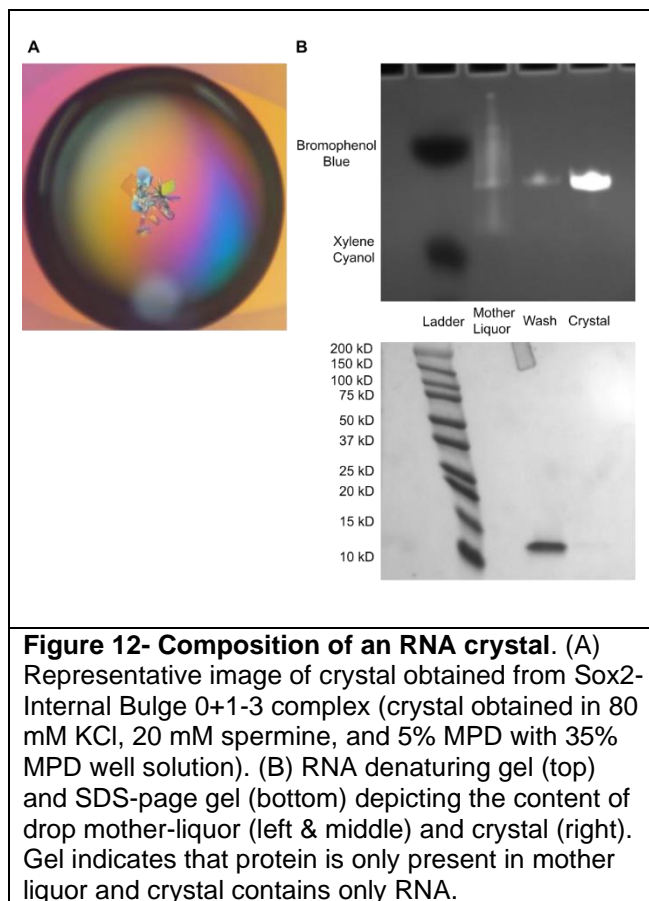 A
B
Bromophenol
Blue
Xylene
Cyanol
Ladder Mother Liquor Wash Crystal
200 kD
150 kD
100 kD
75 kD
50 kD
37 kD
25 kD
20 kD
15 kD
10 kD
Figure 12- Composition of an RNA crystal. (A)
Representative image of crystal obtained from Sox2-
Internal Bulge 0+1-3 complex (crystal obtained in 80
mM KCl, 20 mM spermine, and 5% MPD with 35%
MPD well solution). (B) RNA denaturing gel (top)
and SDS-page gel (bottom) depicting the content of
drop mother-liquor (left & middle) and crystal (right).
Gel indicates that protein is only present in mother
liquor and crystal contains only RNA.